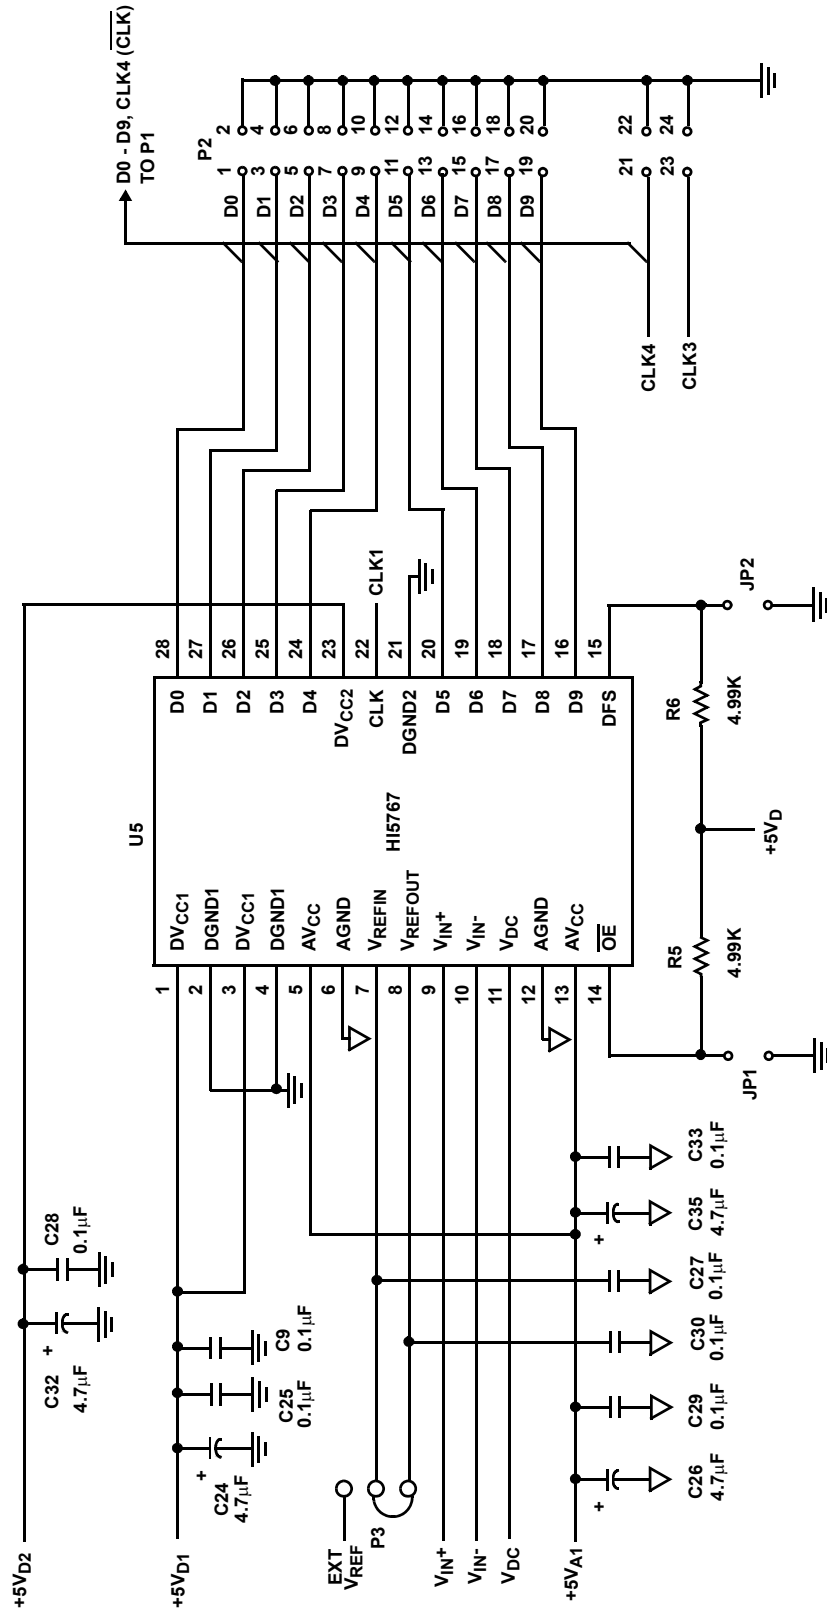 +5VD2
C32
4.7µF
+
C28
0.1µF
+5VD1
C24
4.7µF
+
C25
0.1µF
C9
0.1µF
EXT
VREF
P3
VIN+
VIN-
VDC
+5VA1
+
C26
4.7µF
C29
0.1µF
C30
0.1µF
C27
0.1µF
+
C35
4.7µF
C33
0.1µF
1
2
3
4
5
6
7
8
9
10
11
12
13
14
U5
DVCC1
DGND1
DVCC1
DGND1
AVCC
AGND
VREFIN
VREFOUT
VIN+
VIN-
VDC
AGND
AVCC
O̅E̅
HI5767
D0
D1
D2
D3
D4
DVCC2
CLK
DGND2
D5
D6
D7
D8
D9
DFS
28
27
26
25
24
23
22
21
20
19
18
17
16
15
CLK1
JP1
R5
4.99K
+5VD
R6
4.99K
JP2
CLK4
CLK3
D0 - D9, CLK4 (C̅L̅K̅)
TO P1
D0
D1
D2
D3
D4
D5
D6
D7
D8
D9
P2
1 2
3 4
5 6
7 8
9 10
11 12
13 14
15 16
17 18
19 20
21 22
23 24